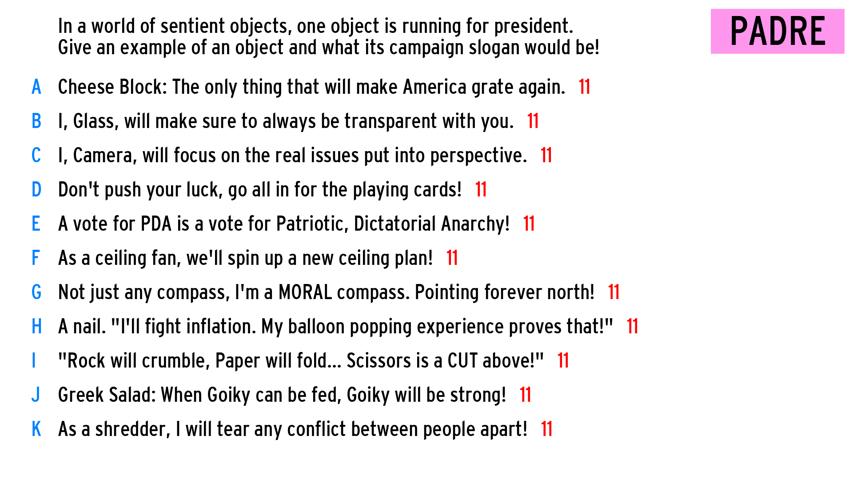 In a world of sentient objects, one object is running for president.
Give an example of an object and what its campaign slogan would be!
PADRE
A Cheese Block: The only thing that will make America grate again. 11
B I, Glass, will make sure to always be transparent with you. 11
C I, Camera, will focus on the real issues put into perspective. 11
D Don't push your luck, go all in for the playing cards! 11
E A vote for PDA is a vote for Patriotic, Dictatorial Anarchy! 11
F As a ceiling fan, we'll spin up a new ceiling plan! 11
G Not just any compass, I'm a MORAL compass. Pointing forever north! 11
H A nail. "I'll fight inflation. My balloon popping experience proves that!" 11
I "Rock will crumble, Paper will fold... Scissors is a CUT above!" 11
J Greek Salad: When Goiky can be fed, Goiky will be strong! 11
K As a shredder, I will tear any conflict between people apart! 11